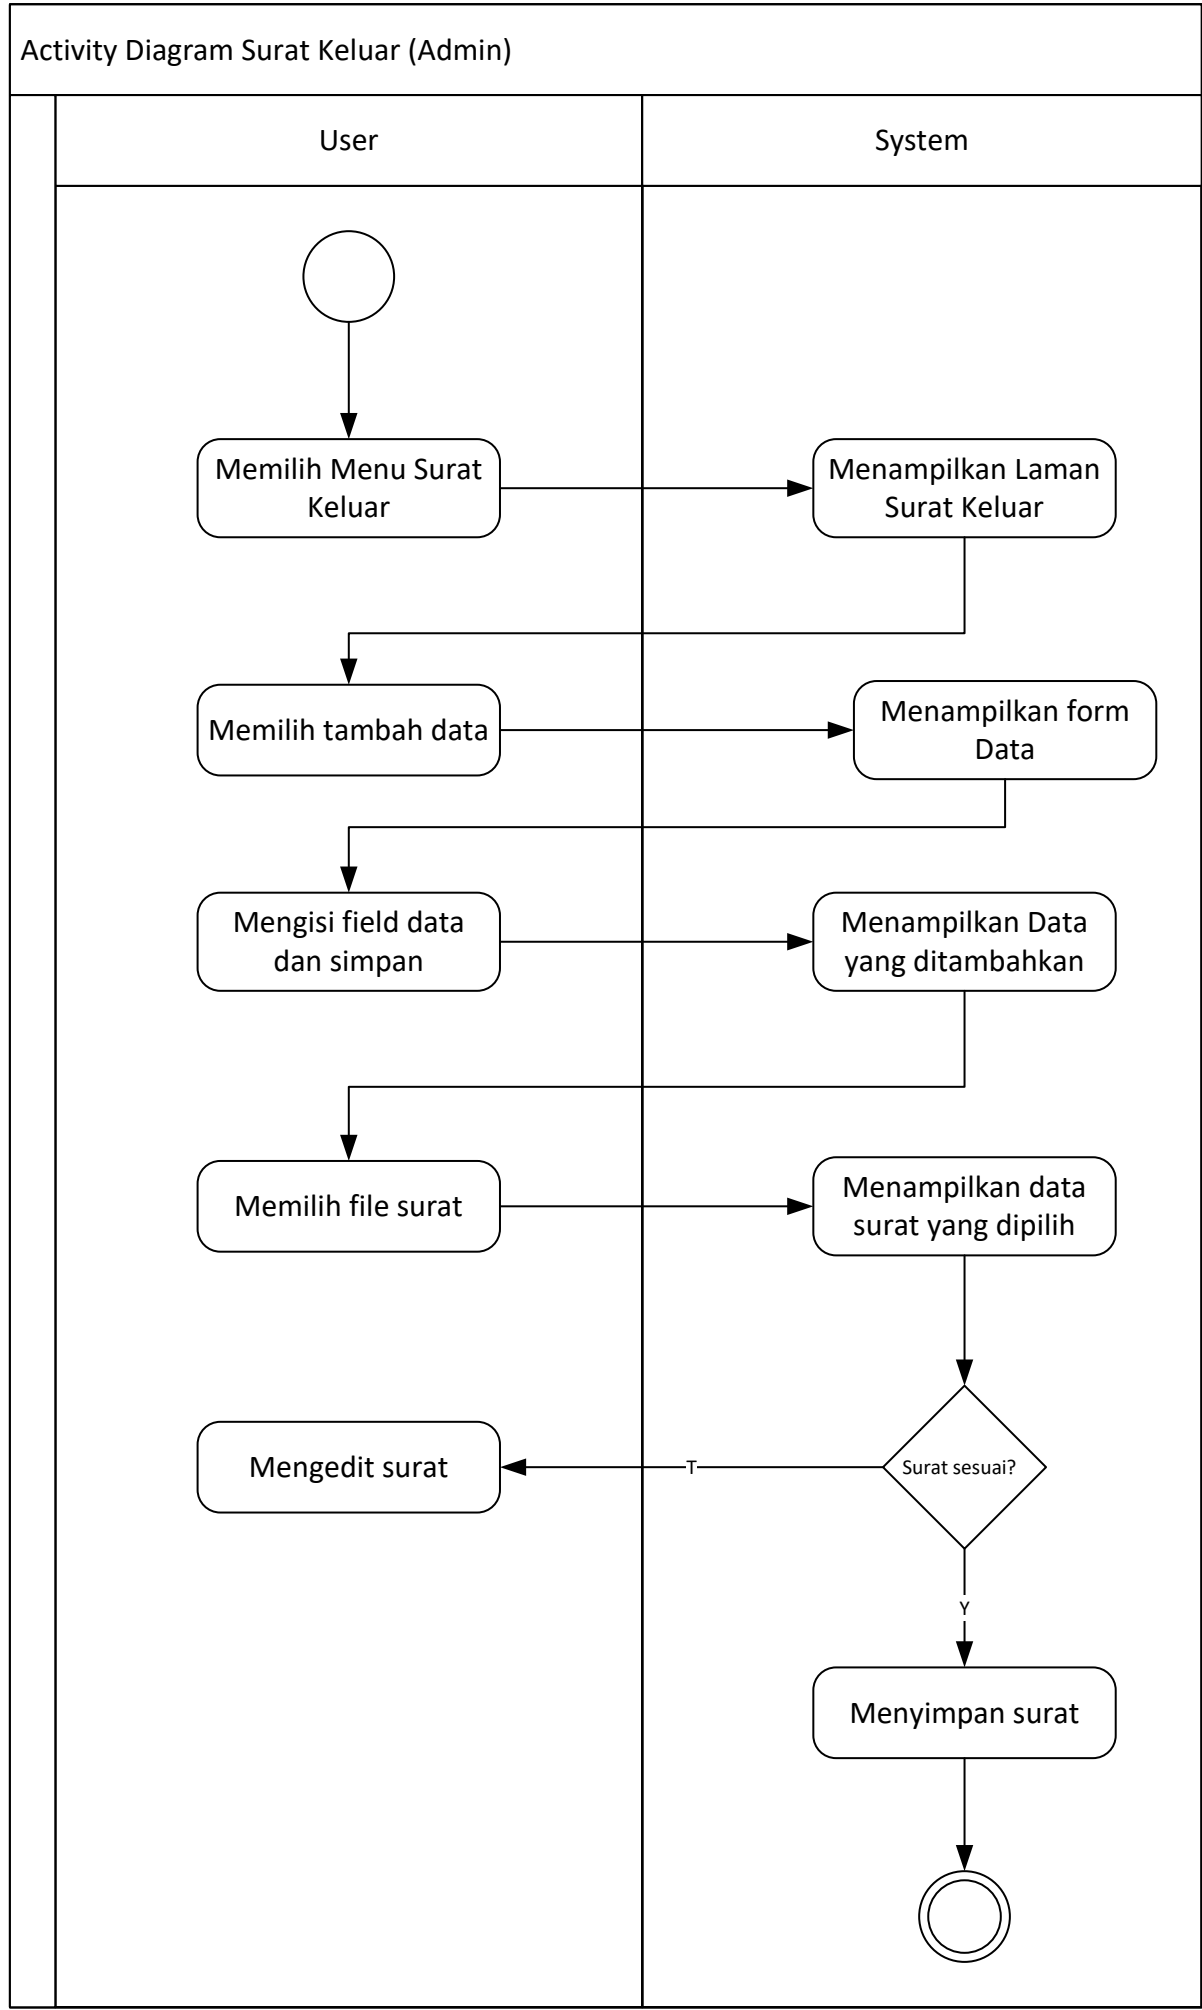 Activity Diagram Surat Keluar (Admin)
User
System
Memilih Menu Surat
Keluar
Menampilkan Laman
Surat Keluar
Memilih tambah data
Menampilkan form
Data
Mengisi field data
dan simpan
Menampilkan Data
yang ditambahkan
Memilih file surat
Menampilkan data
surat yang dipilih
Mengedit surat
T
Surat sesuai?
Y
Menyimpan surat